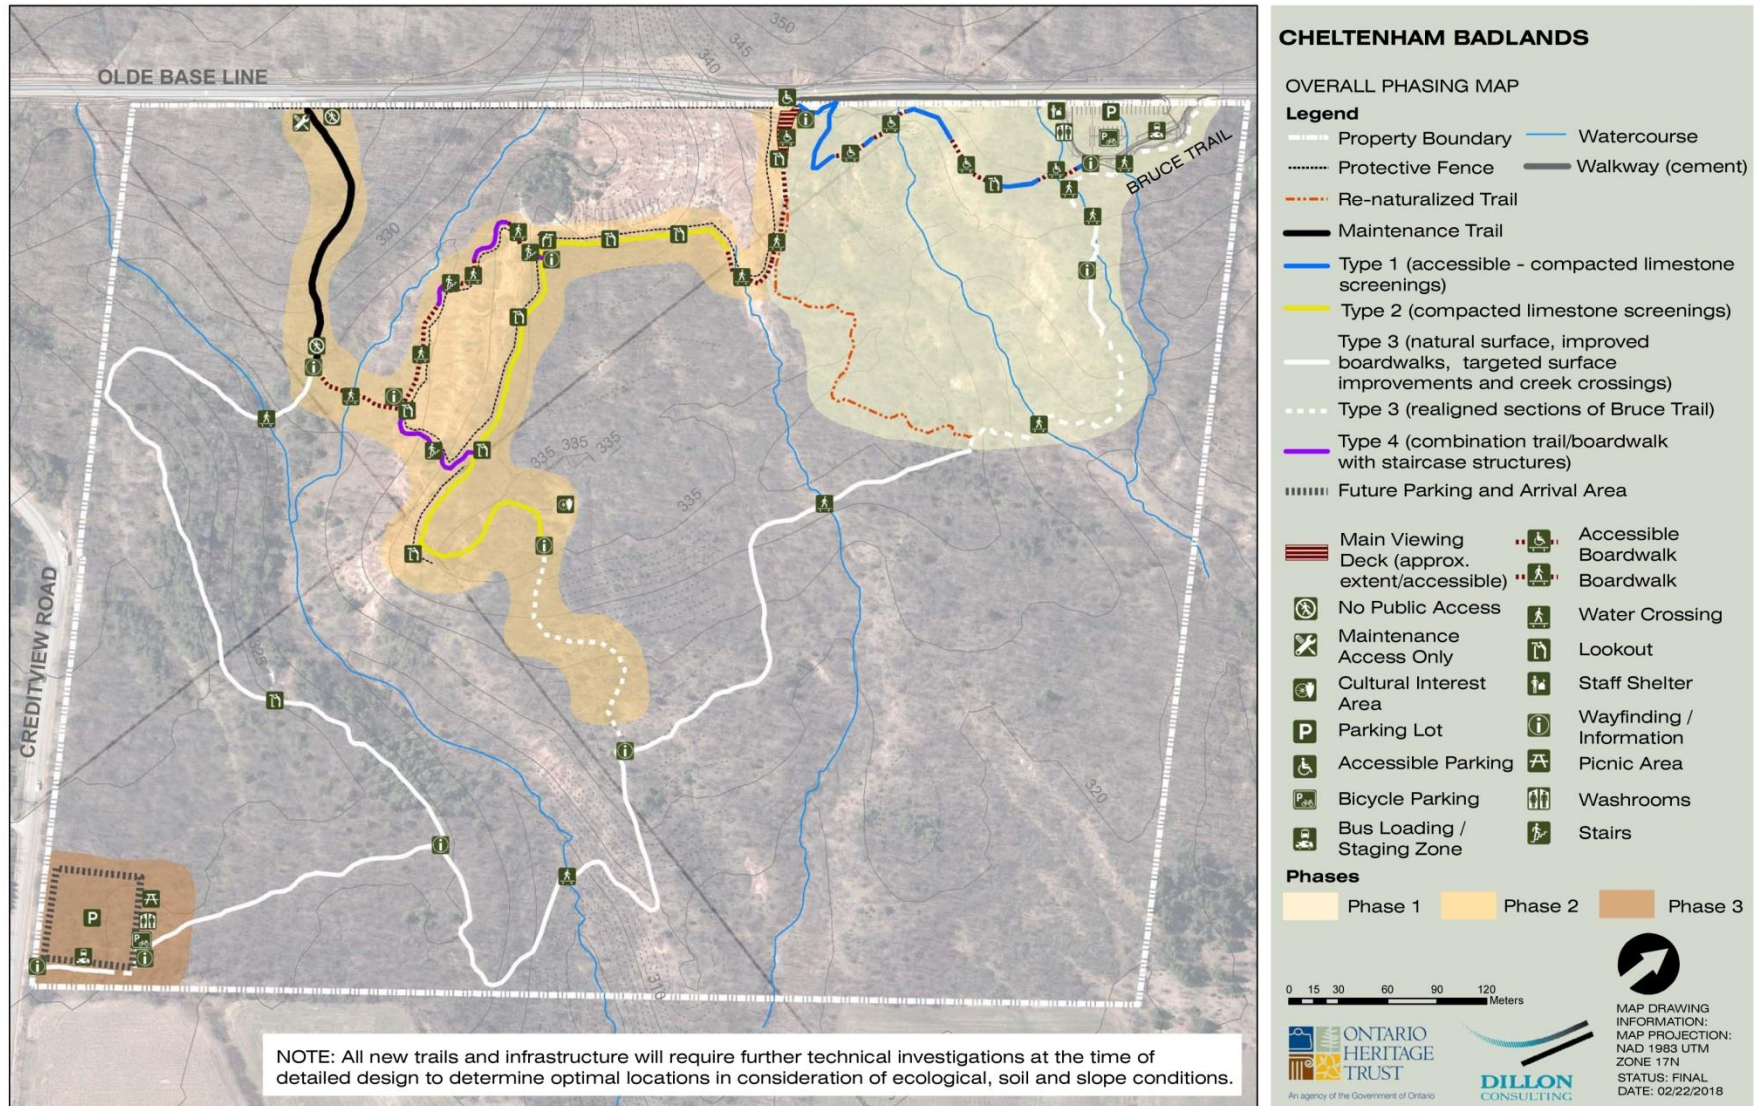 OLDE BASE LINE
350
345
340
330
BRUCE TRAIL
335
335
335
335
325
320
310
CREDITVIEW ROAD
P
P
NOTE: All new trails and infrastructure will require further technical investigations at the time of
detailed design to determine optimal locations in consideration of ecological, soil and slope conditions.
CHELTENHAM BADLANDS
OVERALL PHASING MAP
Legend
Property Boundary
Watercourse
Protective Fence
Walkway (cement)
Re-naturalized Trail
Maintenance Trail
Type 1 (accessible - compacted limestone
screenings)
Type 2 (compacted limestone screenings)
Type 3 (natural surface, improved
boardwalks, targeted surface
improvements and creek crossings)
Type 3 (realigned sections of Bruce Trail)
Type 4 (combination trail/boardwalk
with staircase structures)
Future Parking and Arrival Area
Main Viewing
Deck (approx.
extent/accessible)
No Public Access
Maintenance
Access Only
Cultural Interest
Area
P Parking Lot
Accessible Parking
Bicycle Parking
Bus Loading /
Staging Zone
Accessible
Boardwalk
Boardwalk
Water Crossing
Lookout
Staff Shelter
Wayfinding /
Information
Picnic Area
Washrooms
Stairs
Phases
Phase 1
Phase 2
Phase 3
0 15 30 60 90 120
Meters
ONTARIO
HERITAGE
TRUST
An agency of the Government of Ontario
DILLON
CONSULTING
MAP DRAWING
INFORMATION:
MAP PROJECTION:
NAD 1983 UTM
ZONE 17N
STATUS: FINAL
DATE: 02/22/2018